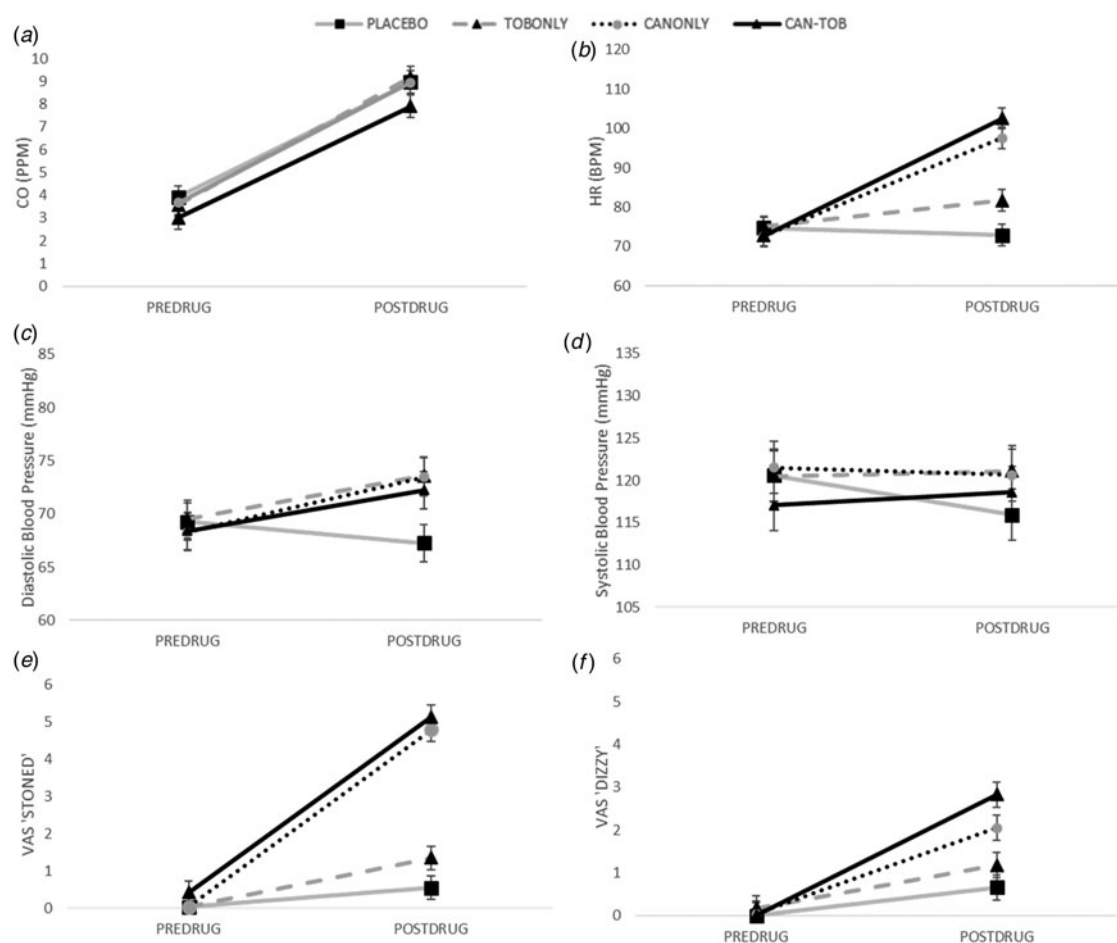 PLACEBO TOBONLY CANONLY CAN-TOB
(a)
CO (PPM)
10
9
8
7
6
5
4
3
2
1
0
PREDRUG POSTDRUG
(b)
HR (BPM)
120
110
100
90
80
70
60
PREDRUG POSTDRUG
(c)
Diastolic Blood Pressure (mmHg)
85
80
75
70
65
60
PREDRUG POSTDRUG
(d)
Systolic Blood Pressure (mmHg)
135
130
125
120
115
110
105
PREDRUG POSTDRUG
(e)
VAS 'STONED'
6
5
4
3
2
1
0
PREDRUG POSTDRUG
(f)
VAS 'DIZZY'
6
5
4
3
2
1
0
PREDRUG POSTDRUG